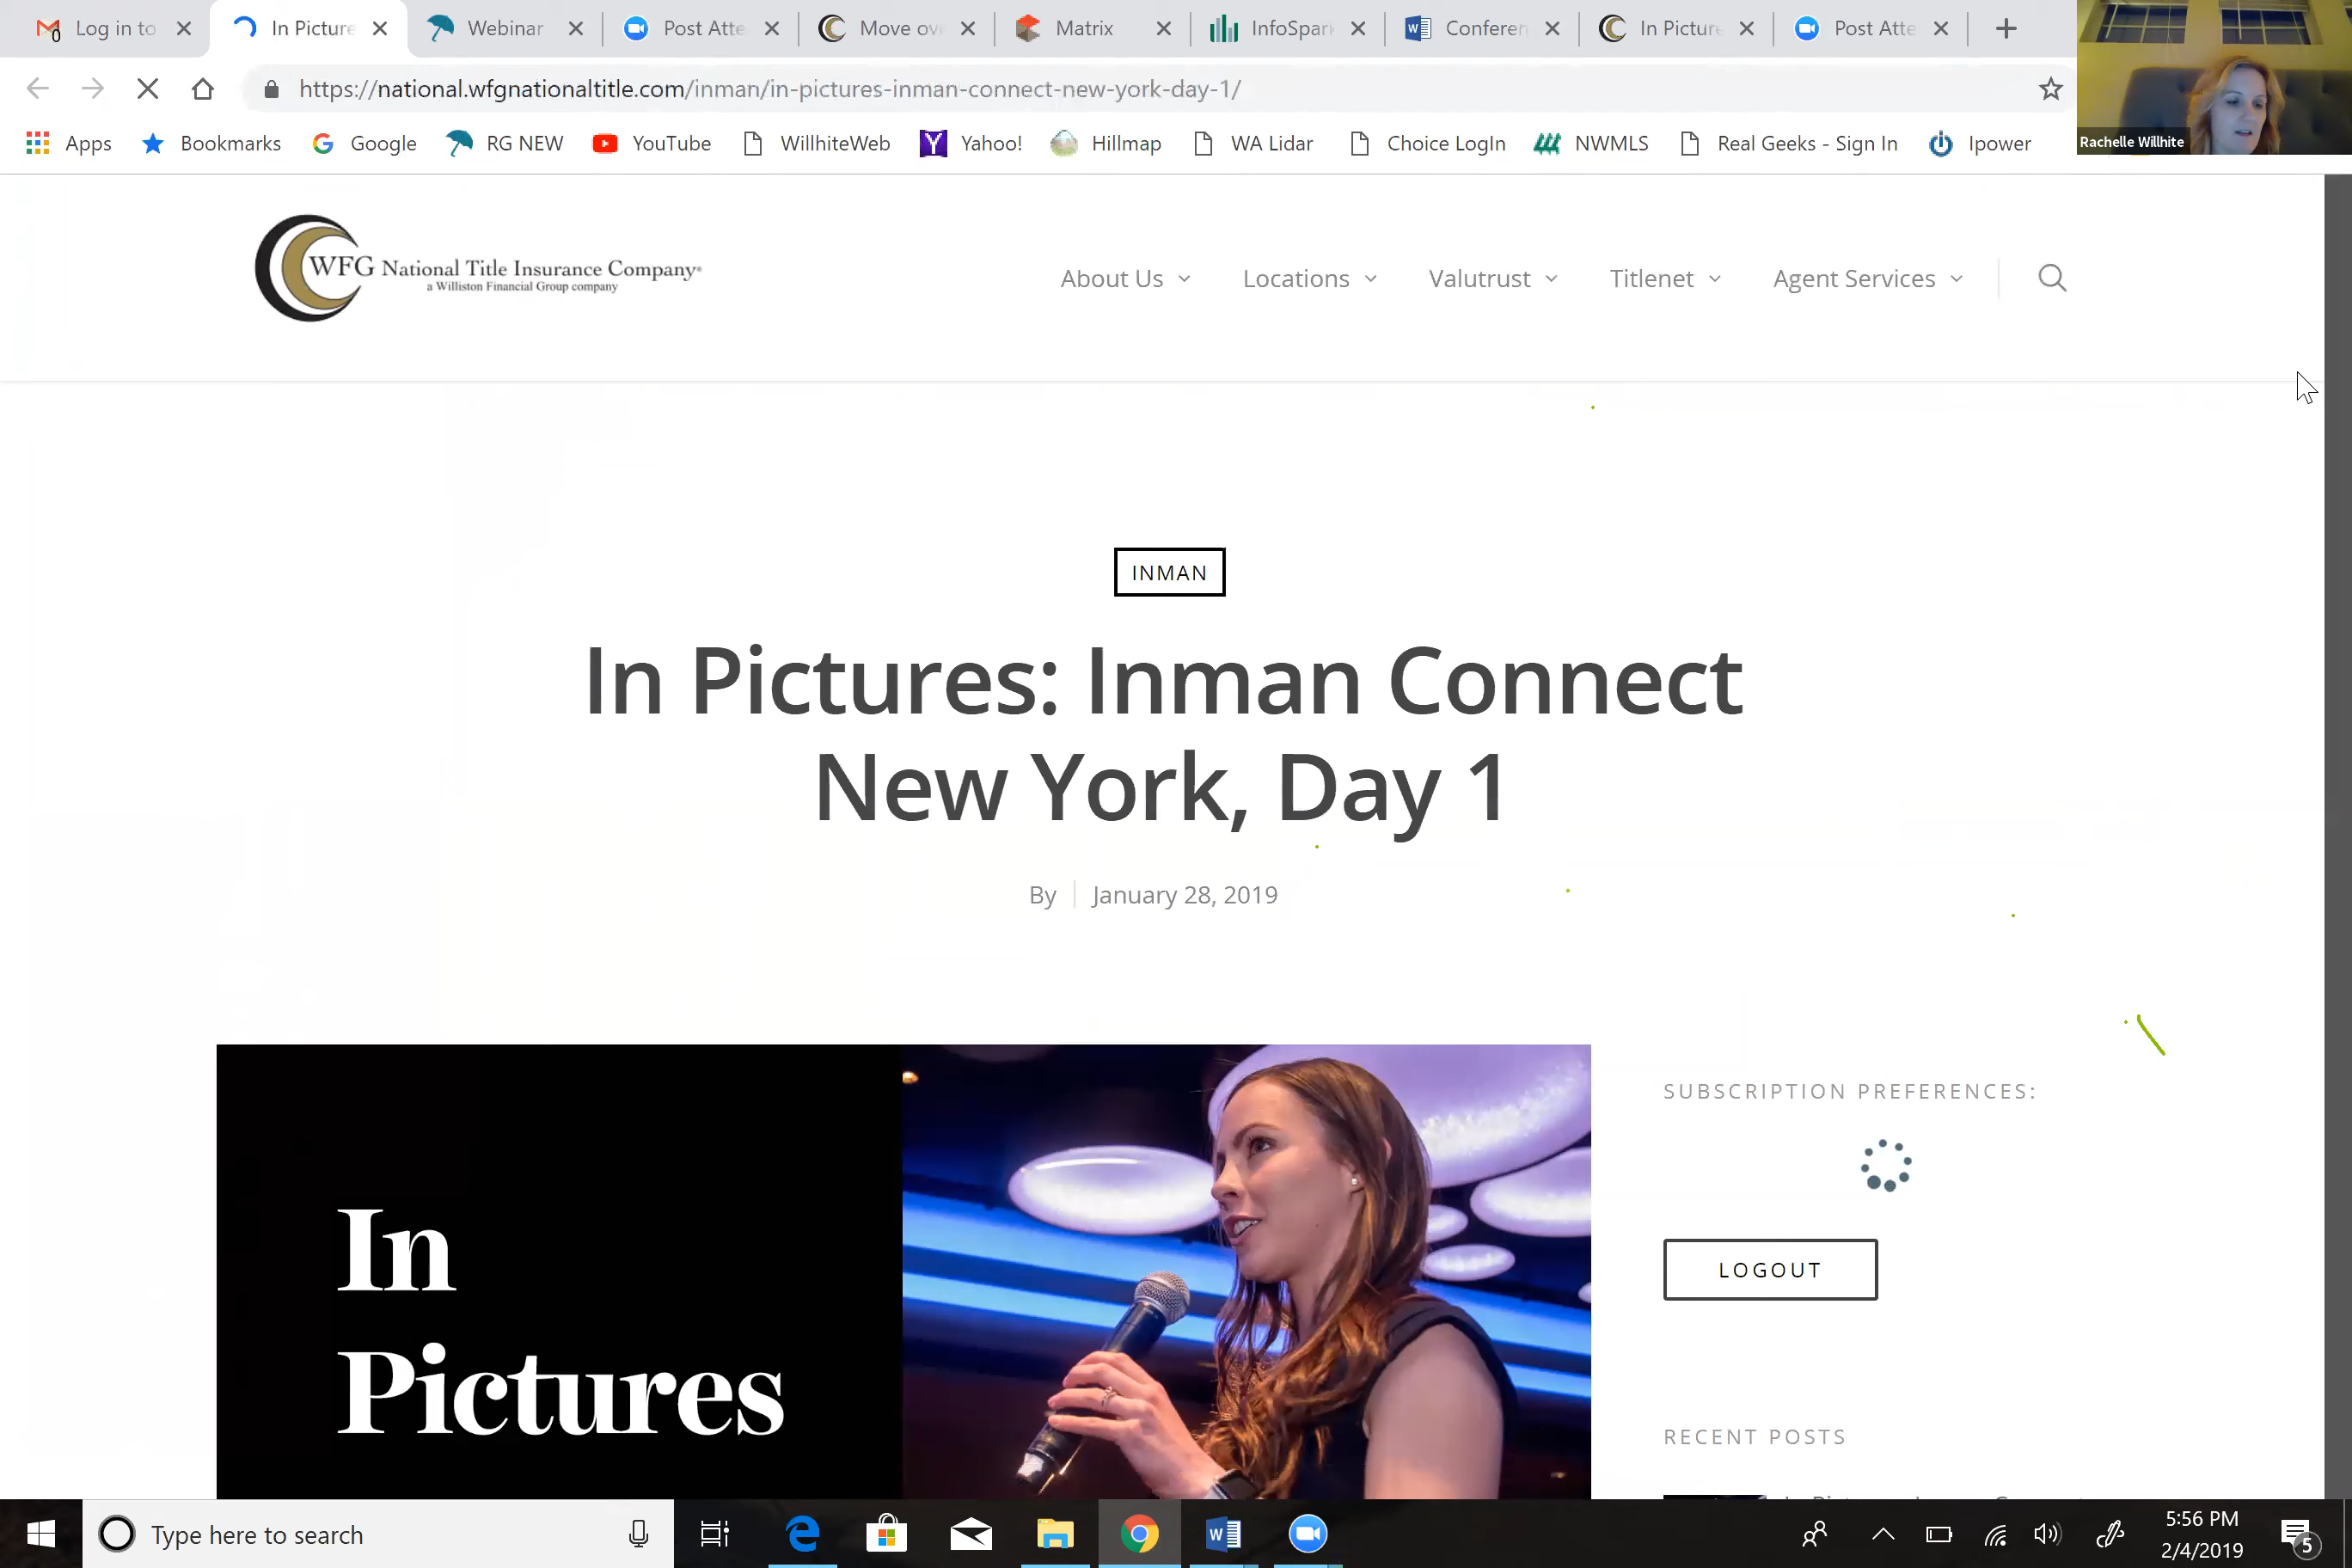 Log in to
In Picture
Webinar
Post Atte
Move ov
Matrix
InfoSpar
Conferen
In Pictur
Post Atte
https://national.wfgnationaltitle.com/inman/in-pictures-inman-connect-new-york-day-1/
Apps
Bookmarks
Google
RG NEW
YouTube
WillhiteWeb
Yahoo!
Hillmap
WA Lidar
Choice LogIn
NWMLS
Real Geeks - Sign In
Ipower
Rachelle Willhite
WFG National Title Insurance Company®
a Williston Financial Group company
About Us
Locations
Valutrust
Titlenet
Agent Services
INMAN
In Pictures: Inman Connect
New York, Day 1
By
January 28, 2019
In
Pictures
SUBSCRIPTION PREFERENCES:
LOGOUT
RECENT POSTS
Type here to search
5:56 PM
2/4/2019
5